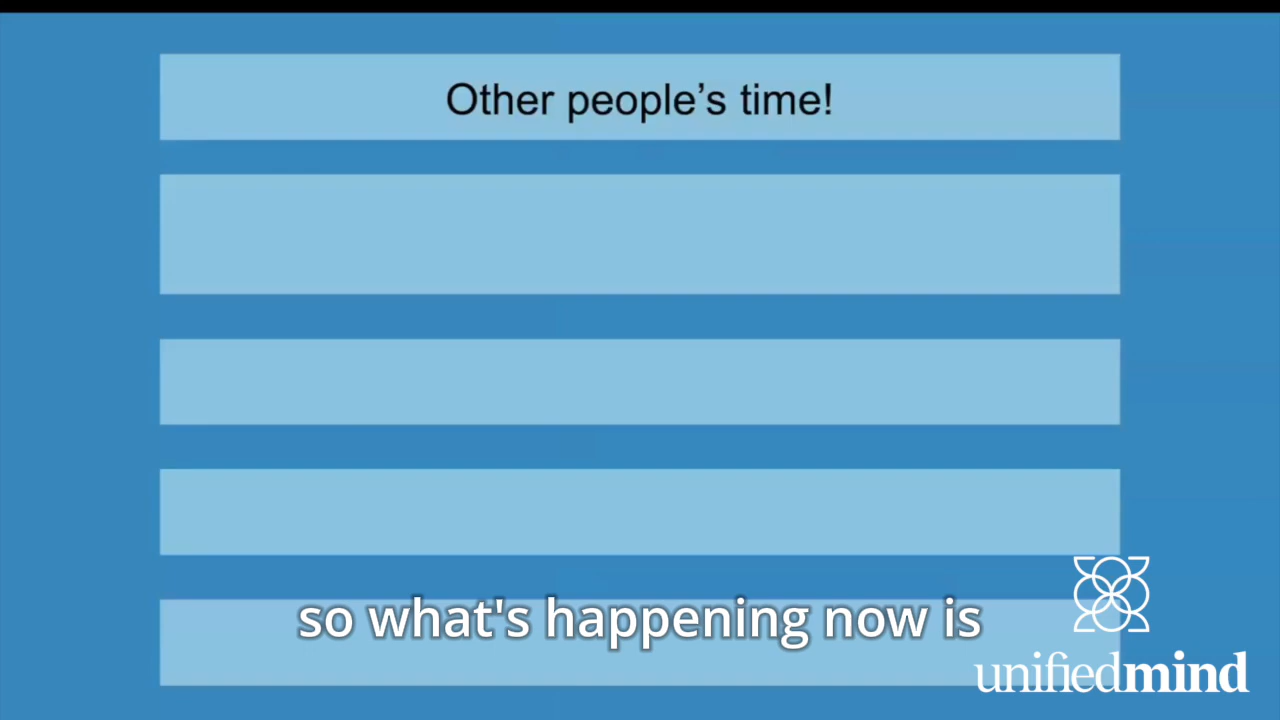 Other people’s time!
so what's happening now is
unifiedmind